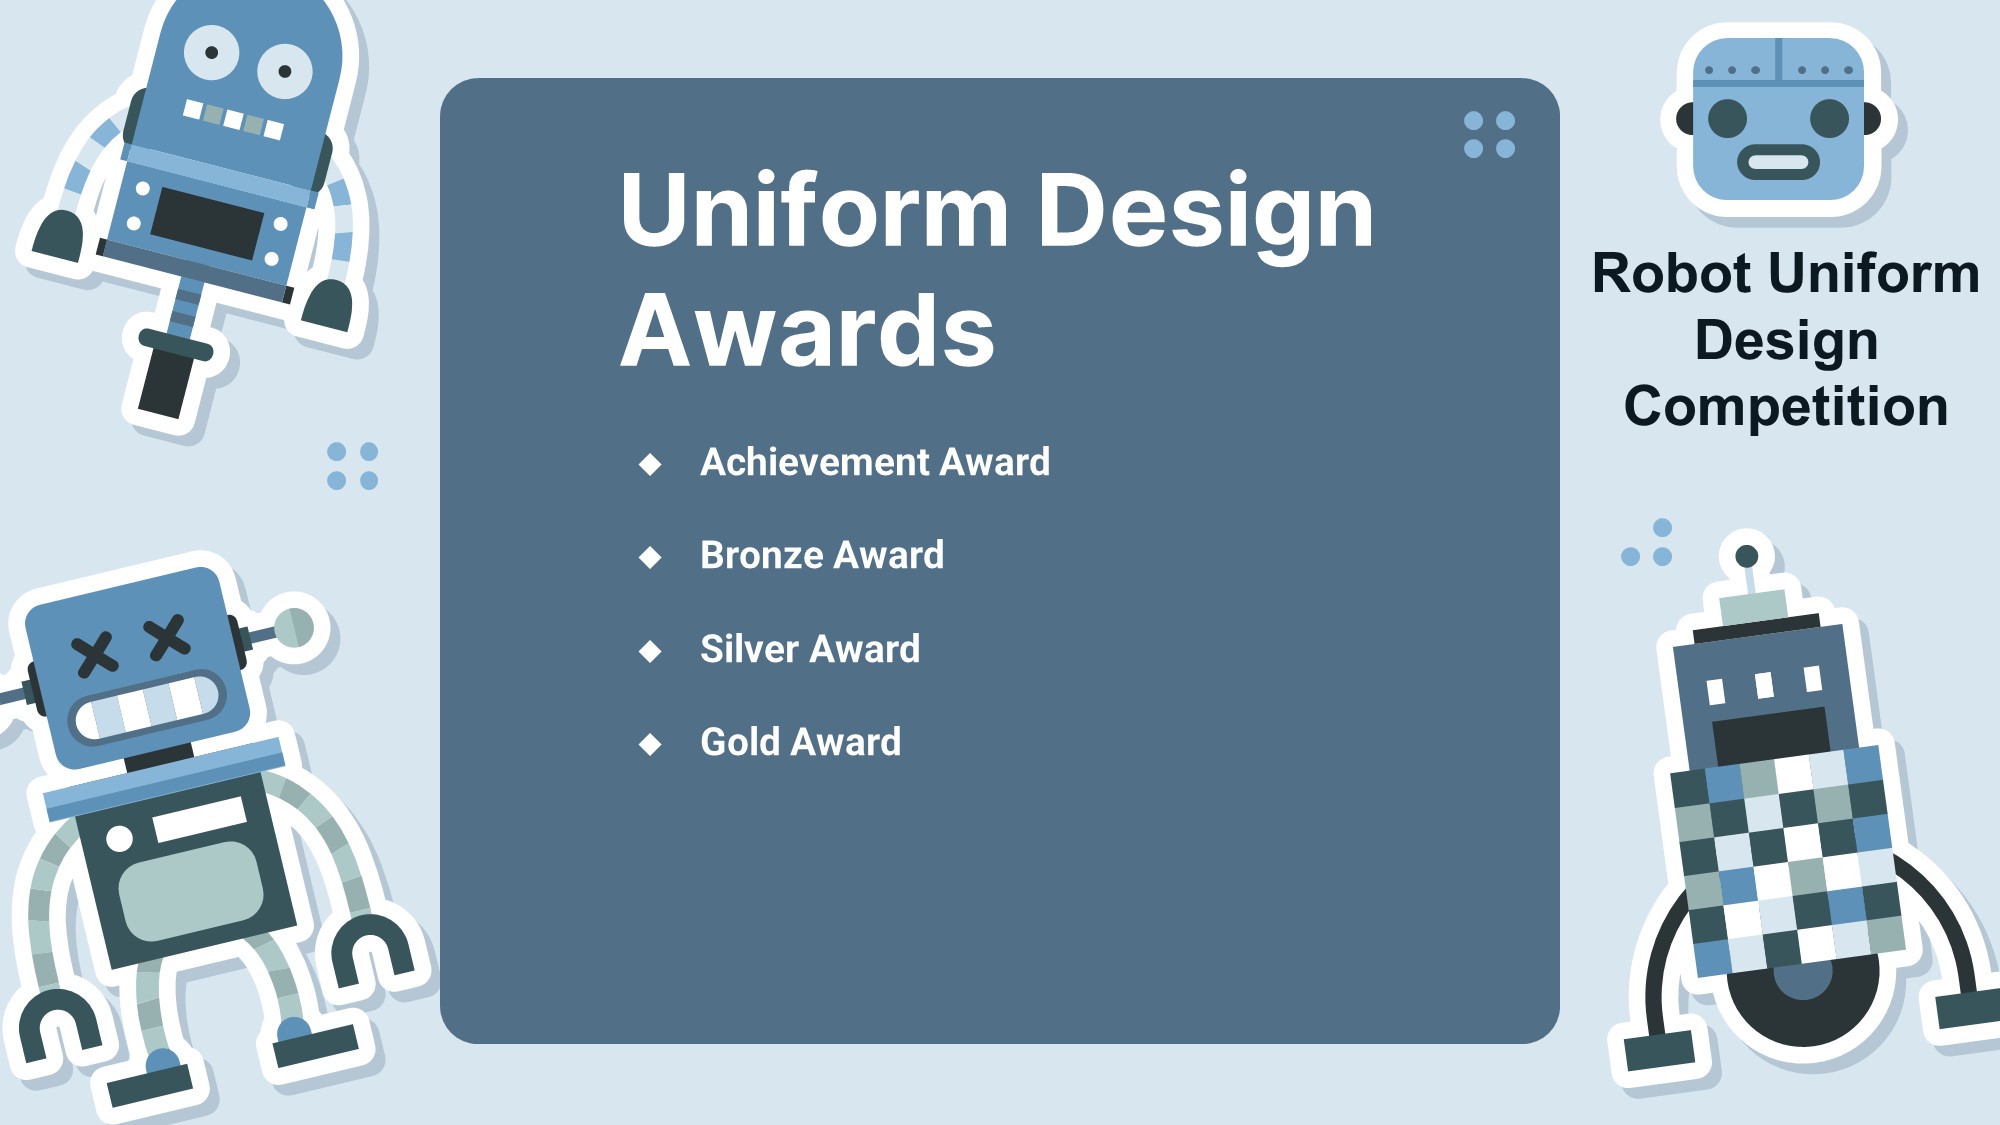 Uniform Design
Awards
◆ Achievement Award
◆ Bronze Award
◆ Silver Award
◆ Gold Award
Robot Uniform
Design
Competition